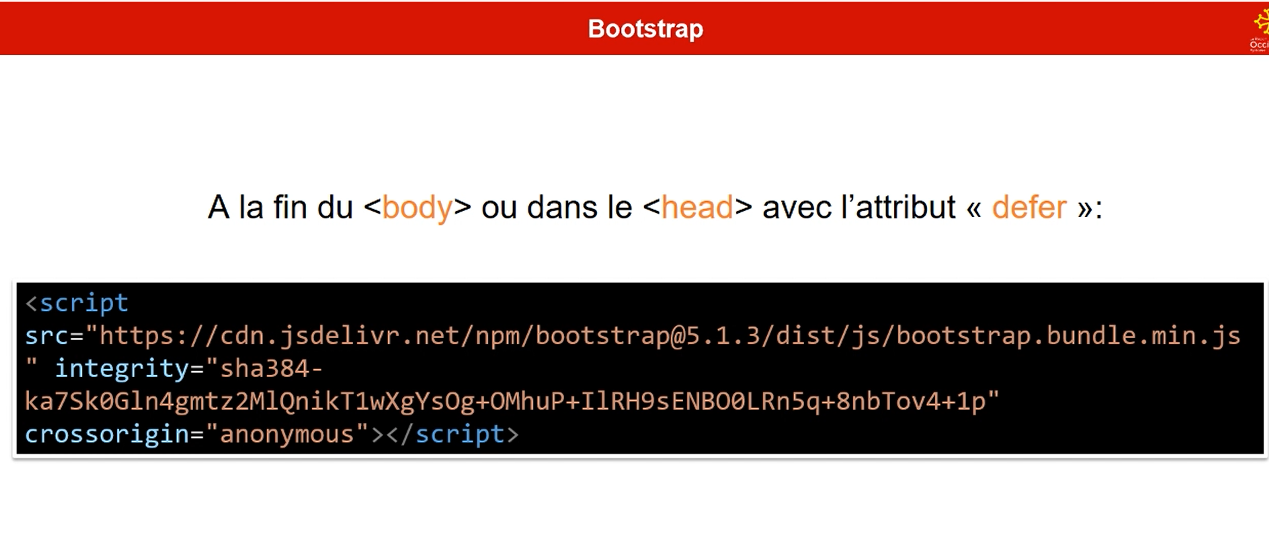 Bootstrap
Occi
A la fin du <body> ou dans le <head> avec l’attribut « defer »:
<script
src="https://cdn.jsdelivr.net/npm/bootstrap@5.1.3/dist/js/bootstrap.bundle.min.js
" integrity="sha384-
ka7Sk0Gln4gmtz2MlQnikT1wXgYsOg+OMhuP+IlRH9sENBO0LRn5q+8nbTov4+1p"
crossorigin="anonymous"></script>